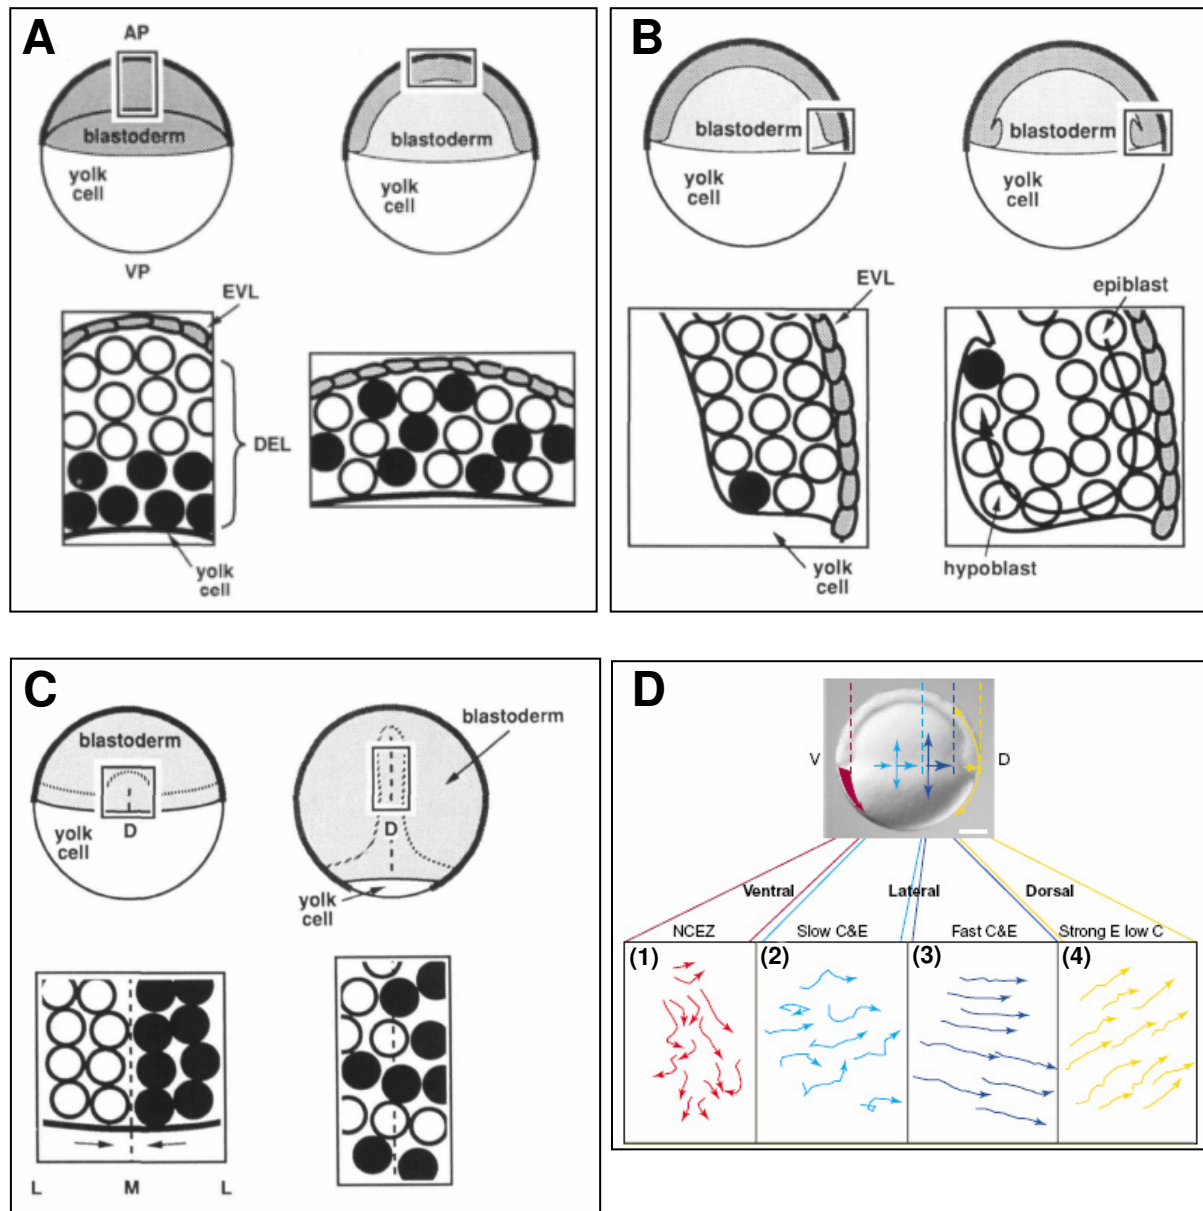 A
AP
blastoderm
yolk
cell
VP
blastoderm
yolk
cell
EVL
DEL
yolk
cell
B
blastoderm
yolk
cell
blastoderm
yolk
cell
EVL
yolk
cell
epiblast
hypoblast
C
blastoderm
D
yolk
cell
blastoderm
D
yolk
cell
L M L
D
V D
Ventral Lateral Dorsal
NCEZ Slow C&E Fast C&E Strong E low C
(1) (2) (3) (4)